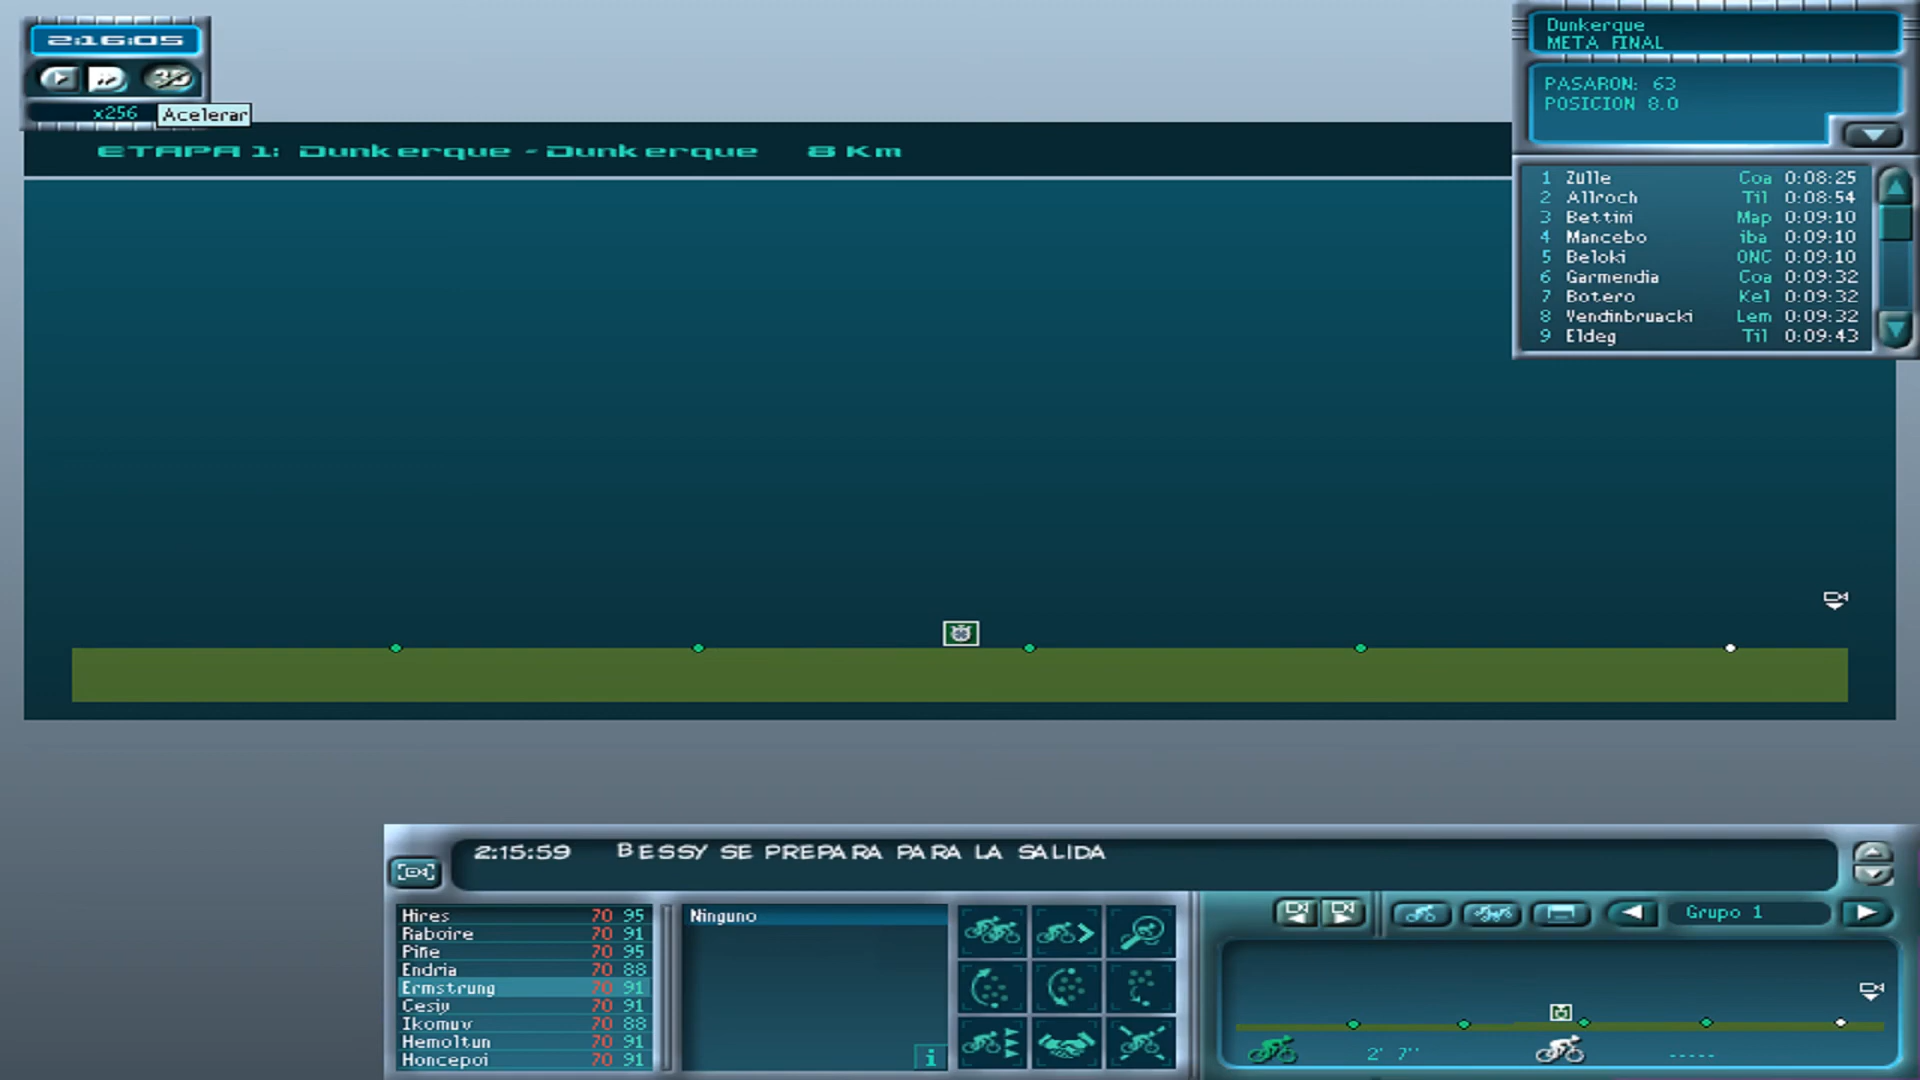 2:16:05
3D
x256
Acelerar
ETAPA 1: Dunkerque - Dunkerque 8 Km
Dunkerque
META FINAL
PASARON: 63
POSICION 8.0
1 Zulle Coa 0:08:25
2 Allroch Til 0:08:54
3 Bettini Map 0:09:10
4 Mancebo iba 0:09:10
5 Beloki ONC 0:09:10
6 Garmendia Coa 0:09:32
7 Botero Kel 0:09:32
8 Vendinbruacki Lem 0:09:32
9 Eldeg Til 0:09:43
2:15:59 BESSY SE PREPARA PARA LA SALIDA
Hires 70 95
Raboire 70 91
Piñe 70 95
Endria 70 88
Ermstrung 70 91
Cesiv 70 91
Ikomuv 70 88
Hemoltun 70 91
Honcepoi 70 91
Ninguno
i
Grupo 1
2' 7''
-----